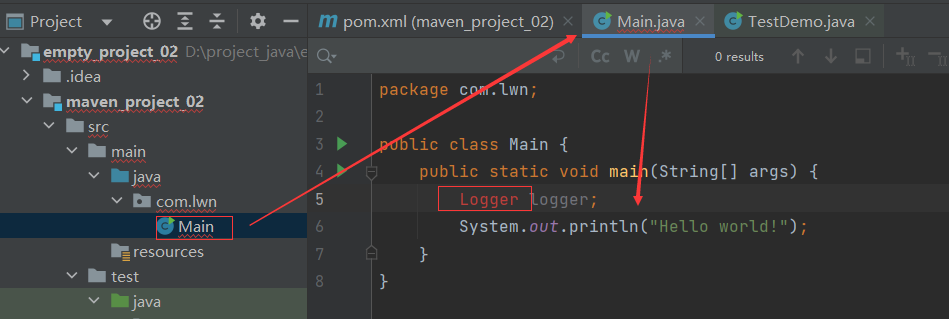 Project
pom.xml (maven_project_02)
Main.java
TestDemo.java
empty_project_02 D:\project_java\e
.idea
maven_project_02
src
main
java
com.lwn
Main
resources
test
java
Cc W .* 0 results
1 package com.lwn;
2
3 public class Main {
4 public static void main(String[] args) {
5 Logger logger;
6 System.out.println("Hello world!");
7 }
8 }